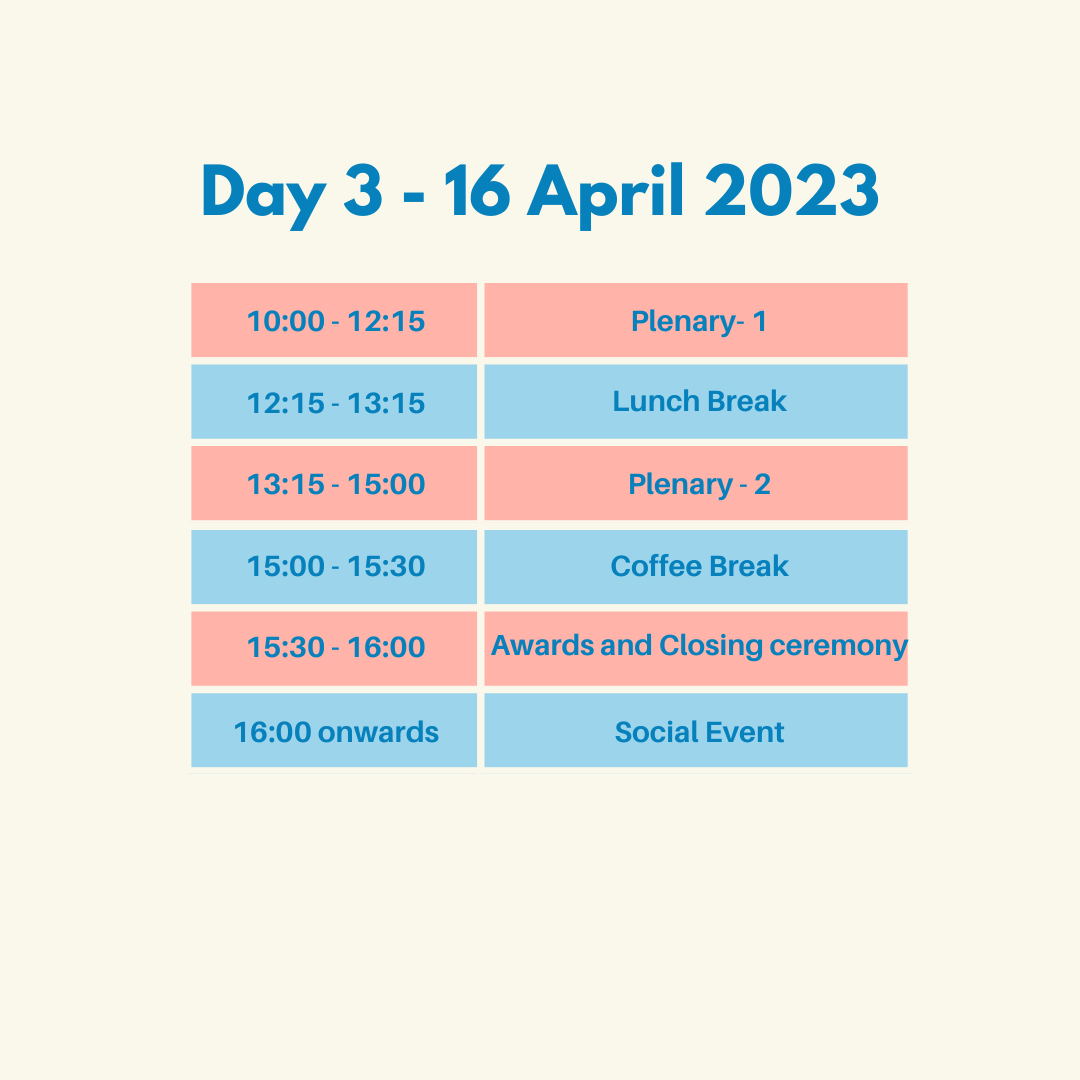 Day 3 - 16 April 2023
10:00 - 12:15 Plenary- 1
12:15 - 13:15 Lunch Break
13:15 - 15:00 Plenary - 2
15:00 - 15:30 Coffee Break
15:30 - 16:00 Awards and Closing ceremony
16:00 onwards Social Event